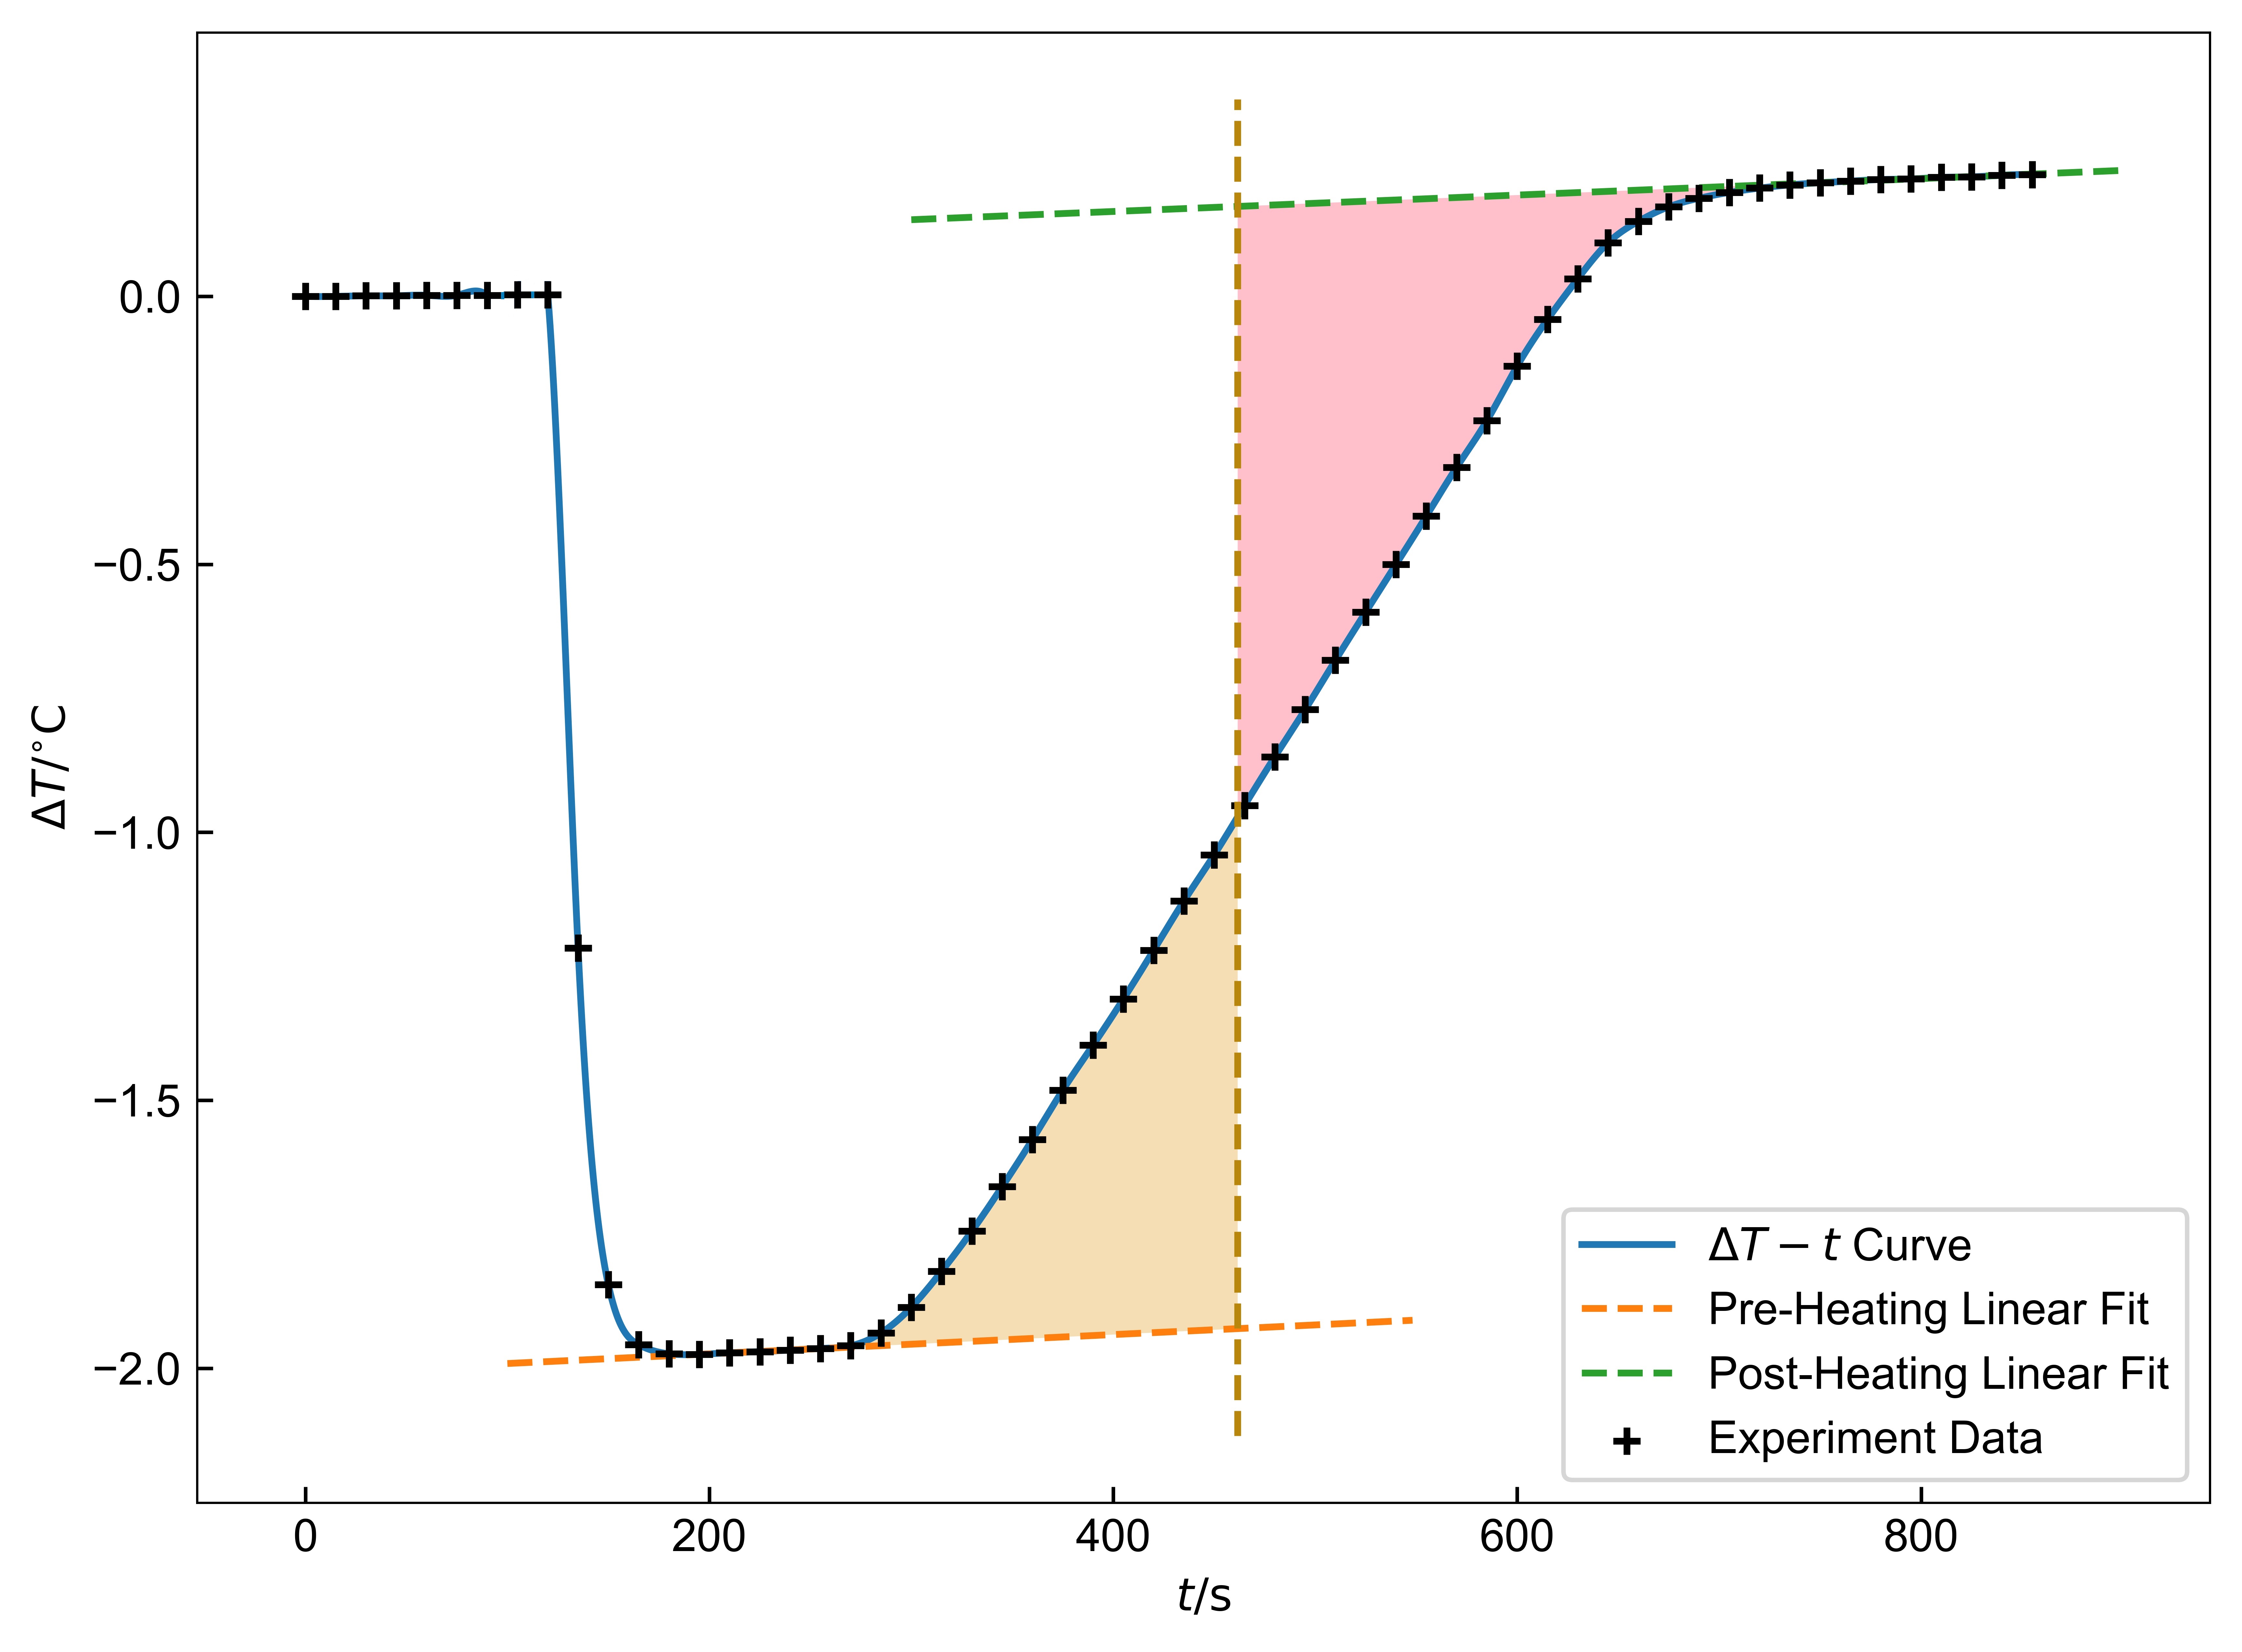 0.0
−0.5
−1.0
−1.5
−2.0
ΔT/°C
0 200 400 600 800
t/s
ΔT − t Curve
Pre-Heating Linear Fit
Post-Heating Linear Fit
Experiment Data